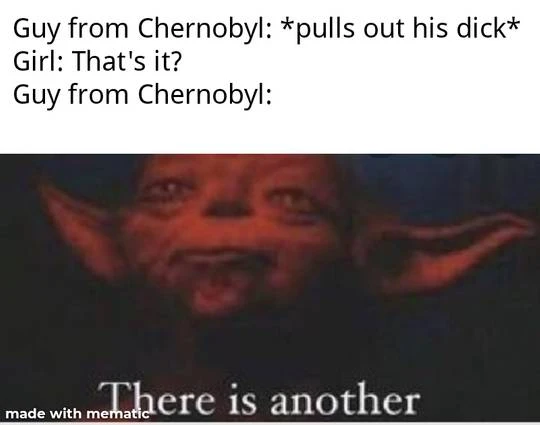 Guy from Chernobyl: *pulls out his dick*
Girl: That's it?
Guy from Chernobyl:
There is another
made with mematic